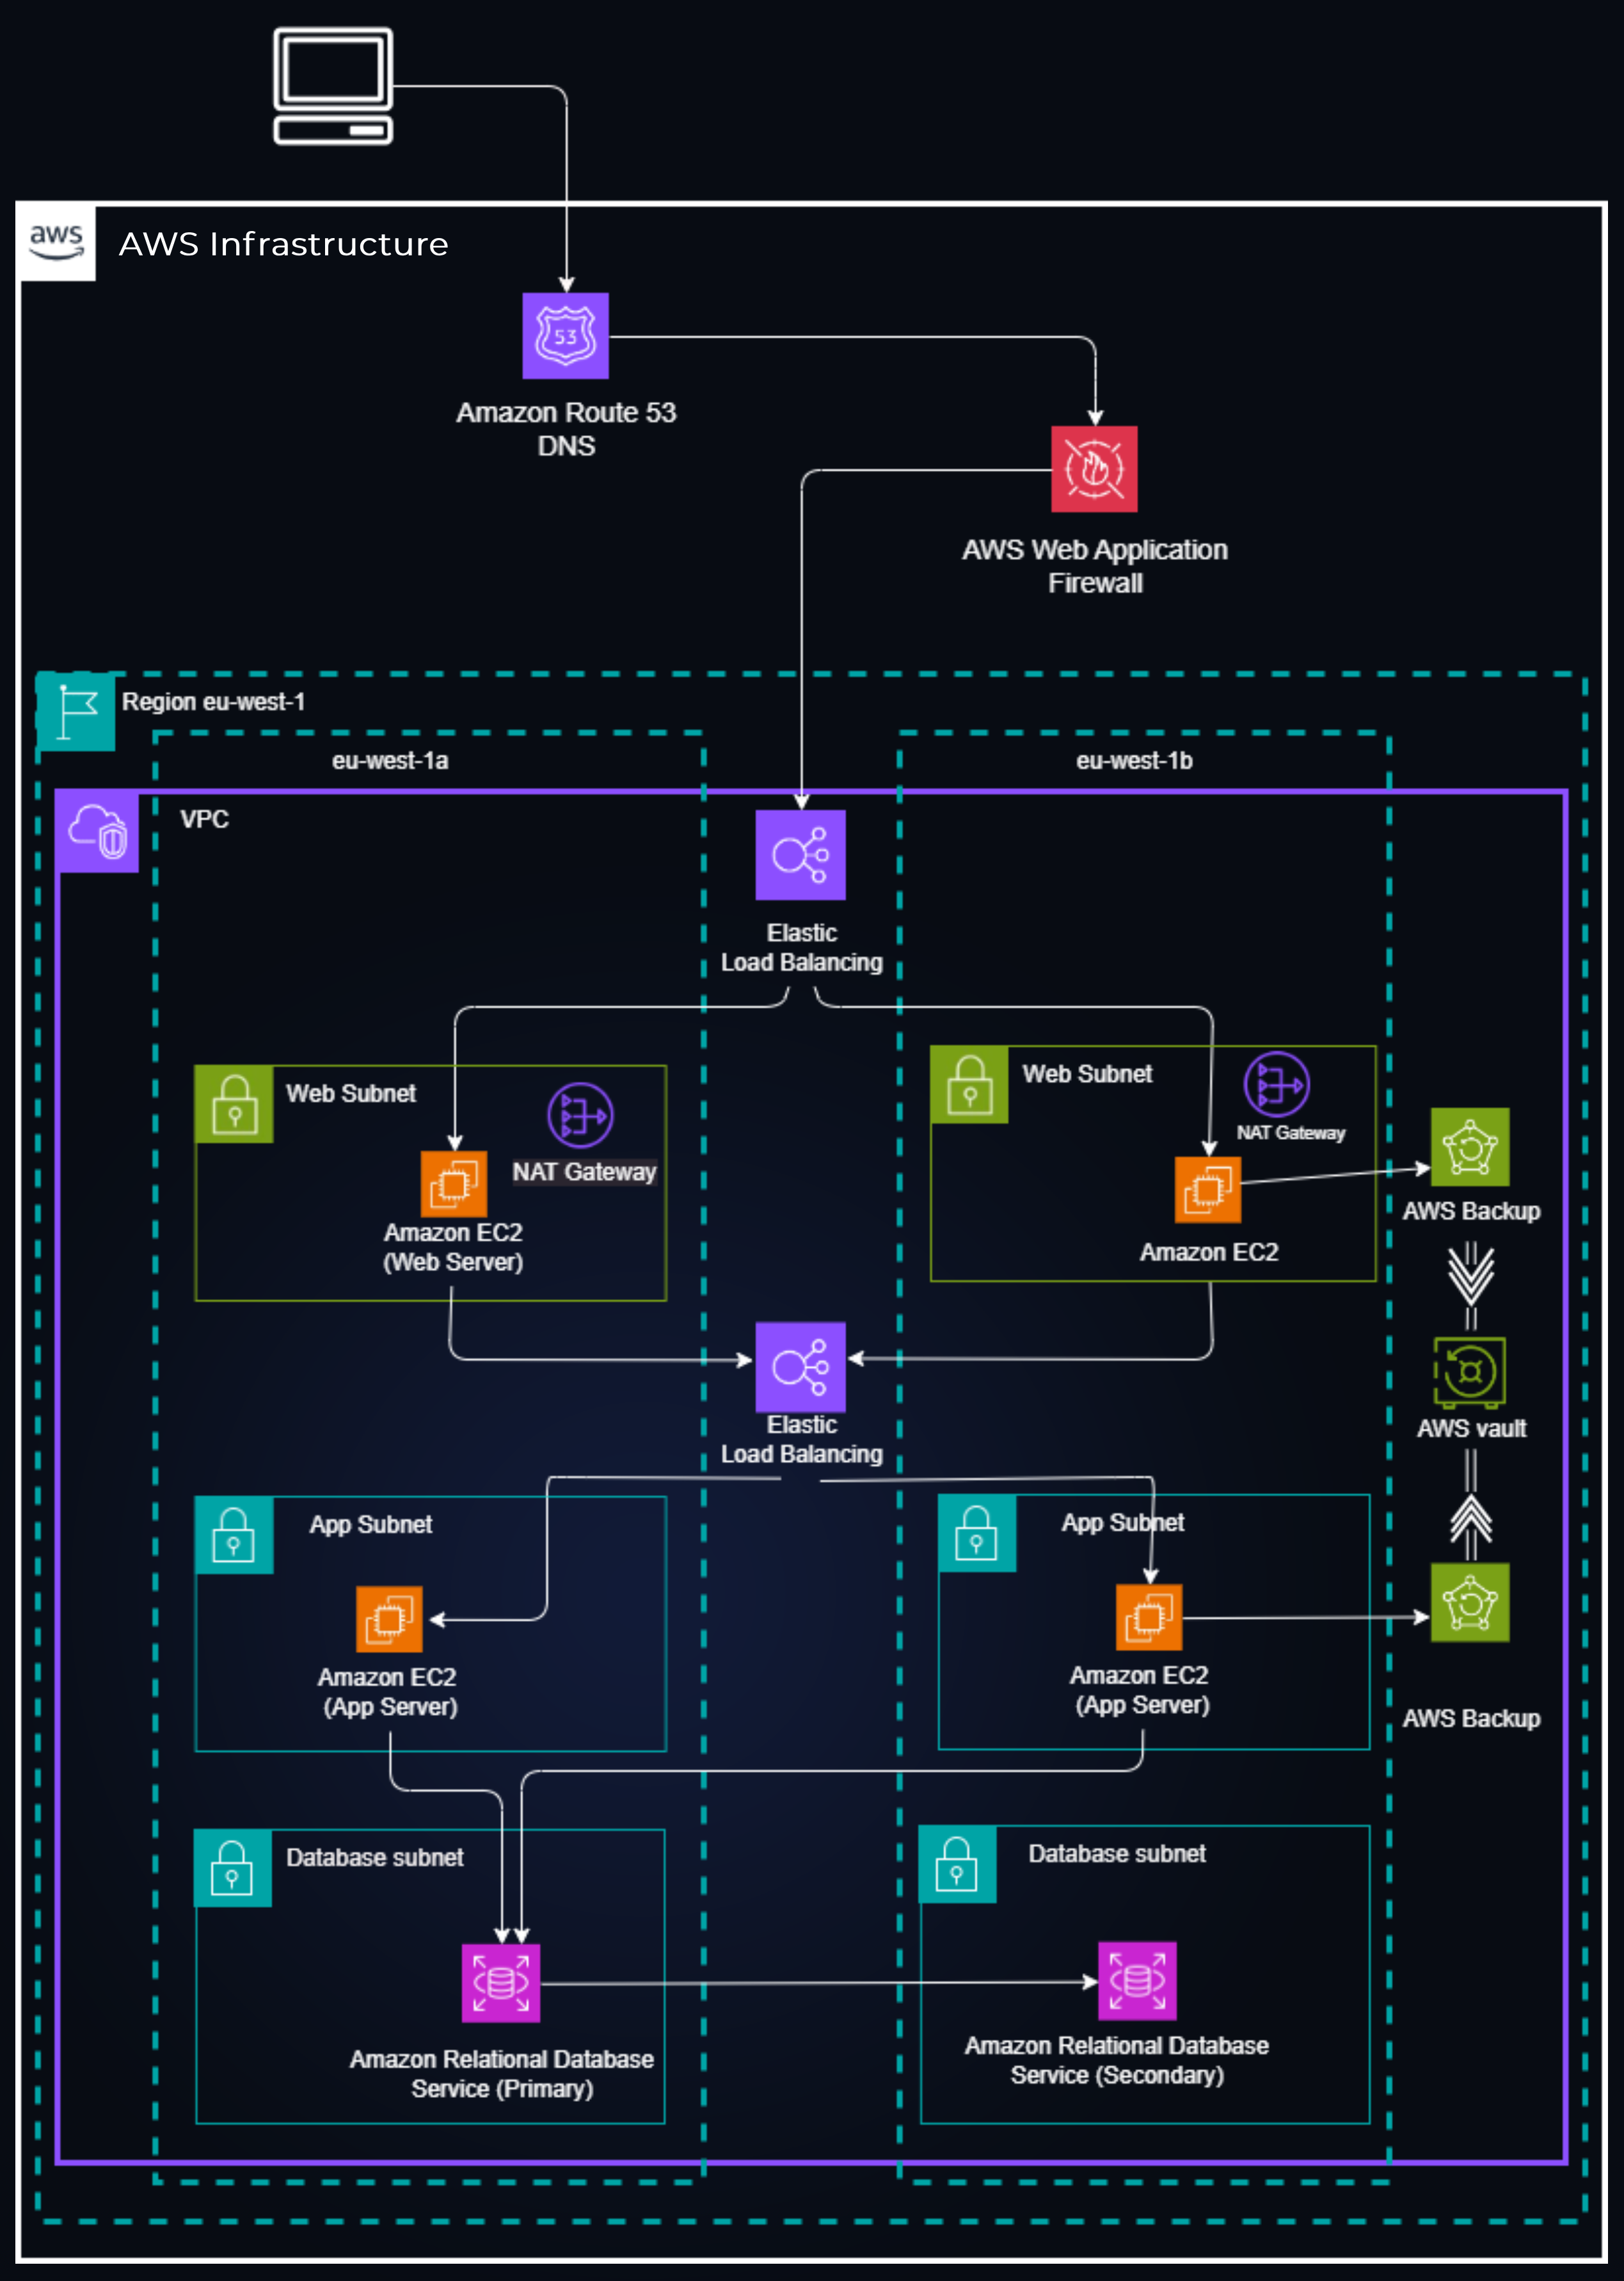 aws
AWS Infrastructure
53
Amazon Route 53
DNS
AWS Web Application
Firewall
Region eu-west-1
eu-west-1a
eu-west-1b
VPC
Elastic
Load Balancing
Web Subnet
NAT Gateway
Amazon EC2
(Web Server)
Web Subnet
NAT Gateway
Amazon EC2
AWS Backup
AWS vault
Elastic
Load Balancing
App Subnet
Amazon EC2
(App Server)
App Subnet
Amazon EC2
(App Server)
AWS Backup
Database subnet
Amazon Relational Database
Service (Primary)
Database subnet
Amazon Relational Database
Service (Secondary)